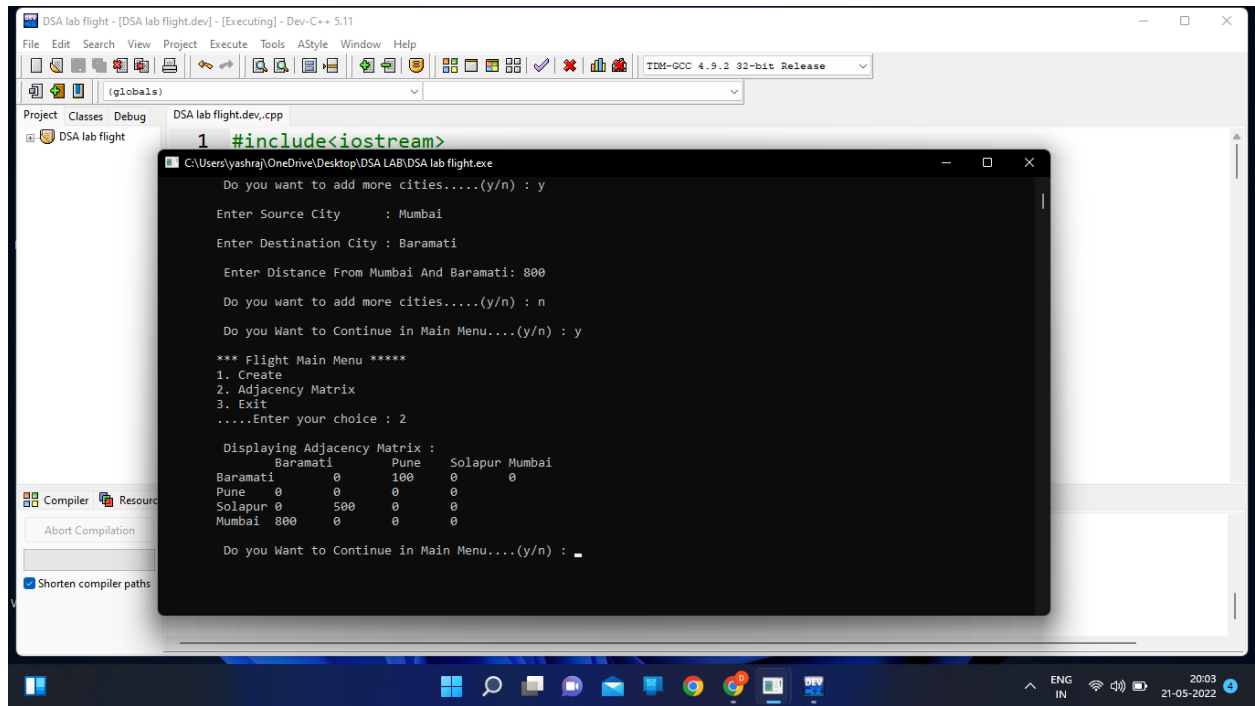 DSA lab flight - [DSA lab flight.dev] - [Executing] - Dev-C++ 5.11
File Edit Search View Project Execute Tools AStyle Window Help
TDM-GCC 4.9.2 32-bit Release
(globals)
Project Classes Debug DSA lab flight.dev,.cpp
DSA lab flight
1 #include<iostream>
C:\Users\yashraj\OneDrive\Desktop\DSA LAB\DSA lab flight.exe
Do you want to add more cities.....(y/n) : y
Enter Source City : Mumbai
Enter Destination City : Baramati
Enter Distance From Mumbai And Baramati: 800
Do you want to add more cities.....(y/n) : n
Do you Want to Continue in Main Menu....(y/n) : y
*** Flight Main Menu *****
1. Create
2. Adjacency Matrix
3. Exit
.....Enter your choice : 2
Displaying Adjacency Matrix :
Baramati Pune Solapur Mumbai
Baramati 0 100 0 0
Pune 0 0 0 0
Solapur 0 500 0 0
Mumbai 800 0 0 0
Do you Want to Continue in Main Menu....(y/n) :
Compiler Resourc
Abort Compilation
Shorten compiler paths
DEV
ENG
IN
20:03
21-05-2022
4